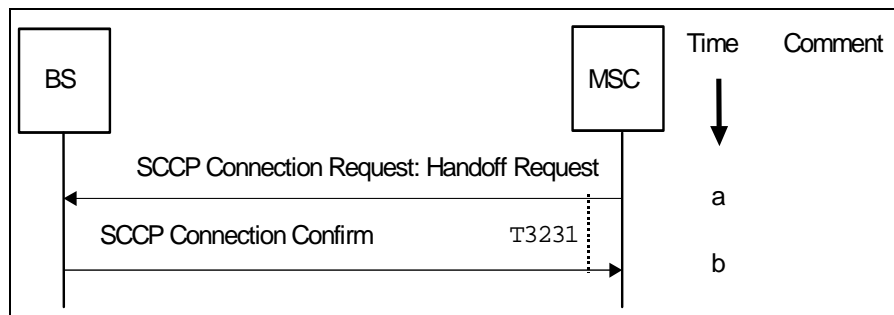 Time Comment
BS
MSC
SCCP Connection Request: Handoff Request
a
SCCP Connection Confirm
T3231
b